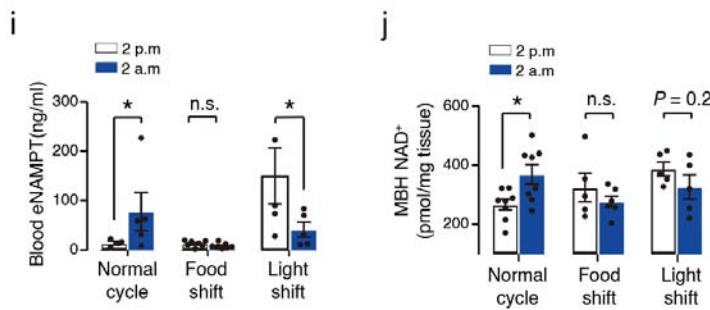 i
2 p.m
2 a.m
Blood eNAMPT(ng/ml)
300
200
100
0
*
n.s.
*
Normal cycle
Food shift
Light shift
j
2 p.m
2 a.m
MBH NAD⁺
(pmol/mg tissue)
600
400
200
*
n.s.
P = 0.2
Normal cycle
Food shift
Light shift